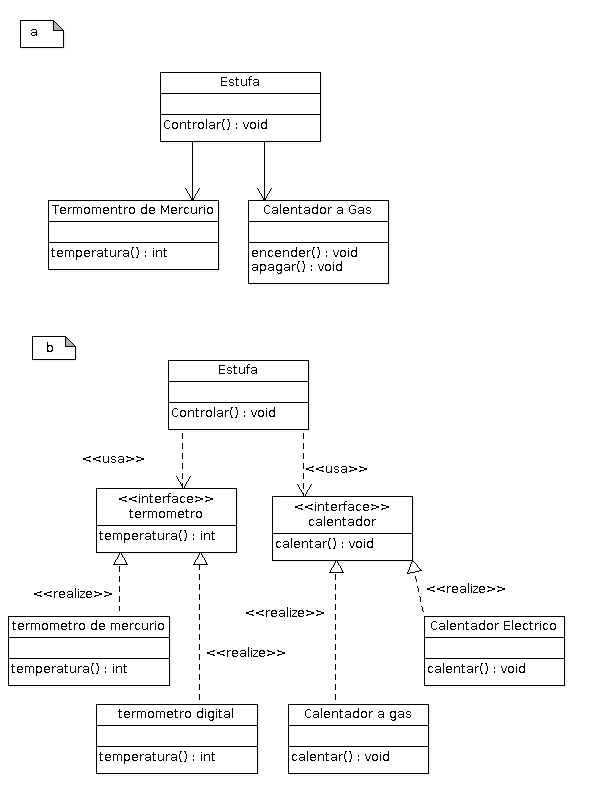 a
Estufa
Controlar() : void
Termomentro de Mercurio
temperatura() : int
Calentador a Gas
encender() : void
apagar() : void
b
Estufa
Controlar() : void
<<usa>>
<<usa>>
<<interface>>
termometro
temperatura() : int
<<interface>>
calentador
calentar() : void
<<realize>>
<<realize>>
<<realize>>
<<realize>>
termometro de mercurio
temperatura() : int
Calentador Electrico
calentar() : void
termometro digital
temperatura() : int
Calentador a gas
calentar() : void